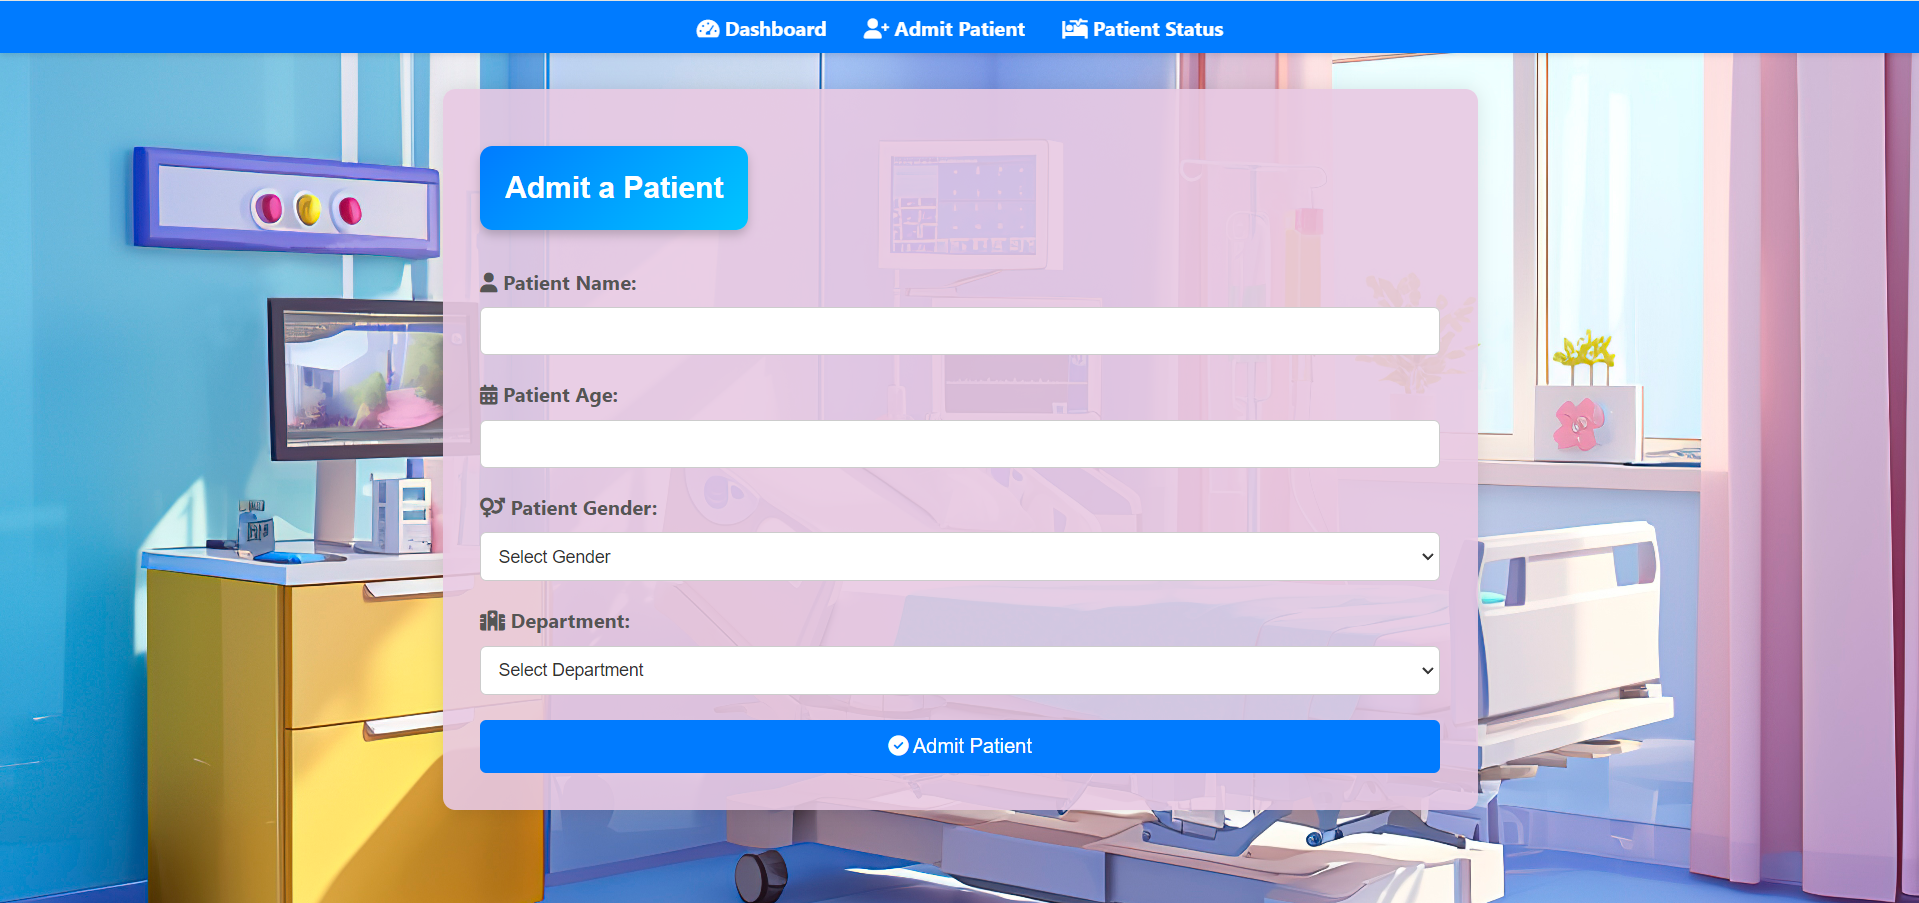 Dashboard Admit Patient Patient Status
Admit a Patient
Patient Name:
Patient Age:
Patient Gender:
Select Gender
Department:
Select Department
Admit Patient